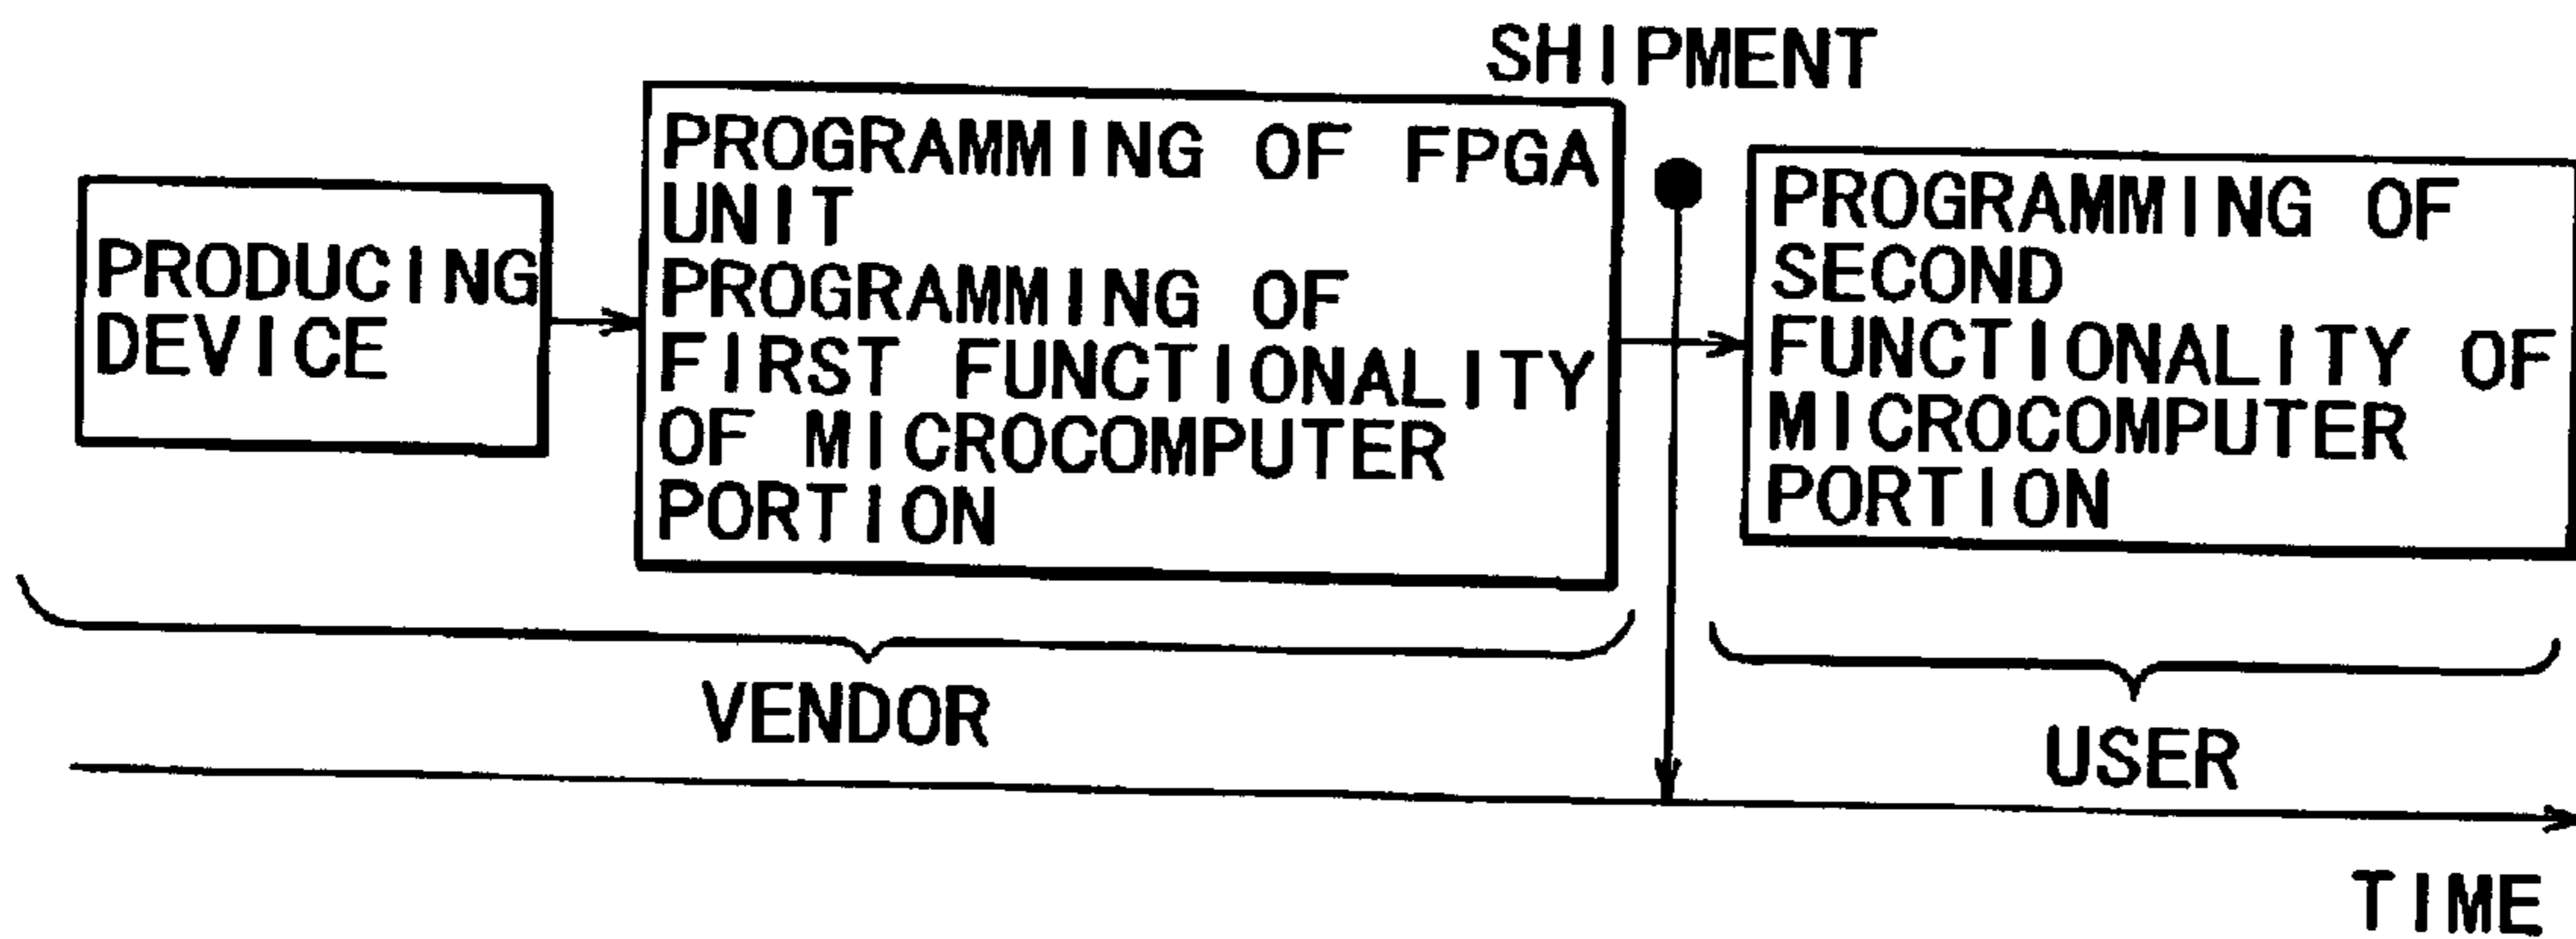 SHIPMENT
PRODUCING
DEVICE
PROGRAMMING OF FPGA
UNIT
PROGRAMMING OF
FIRST FUNCTIONALITY
OF MICROCOMPUTER
PORTION
PROGRAMMING OF
SECOND
FUNCTIONALITY OF
MICROCOMPUTER
PORTION
VENDOR
USER
TIME